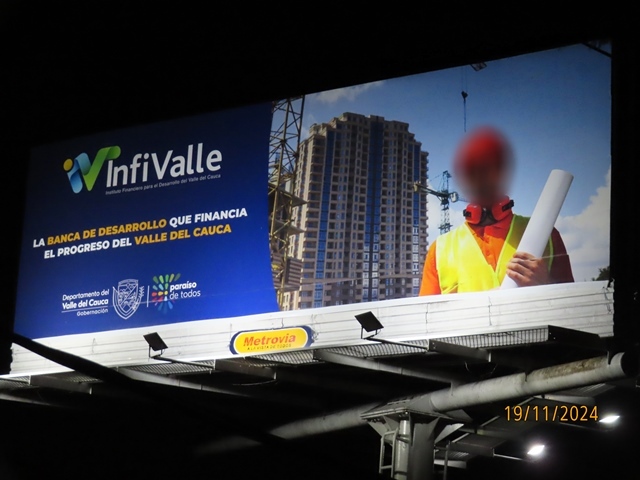 InfiValle
Instituto Financiero para el Desarrollo del Valle del Cauca
LA BANCA DE DESARROLLO QUE FINANCIA
EL PROGRESO DEL VALLE DEL CAUCA
Departamento del
Valle del Cauca
Gobernación
paraíso
de todos
Metrovia
19/11/2024